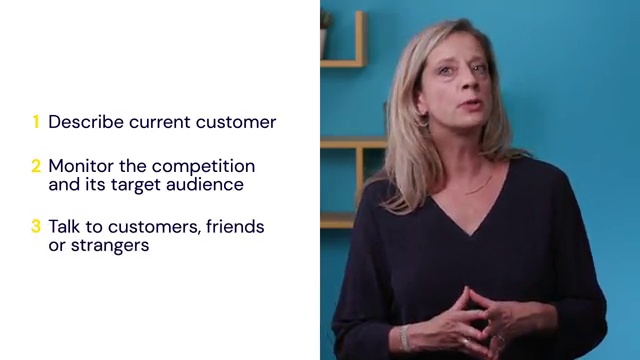 1 Describe current customer
2 Monitor the competition
and its target audience
3 Talk to customers, friends
or strangers